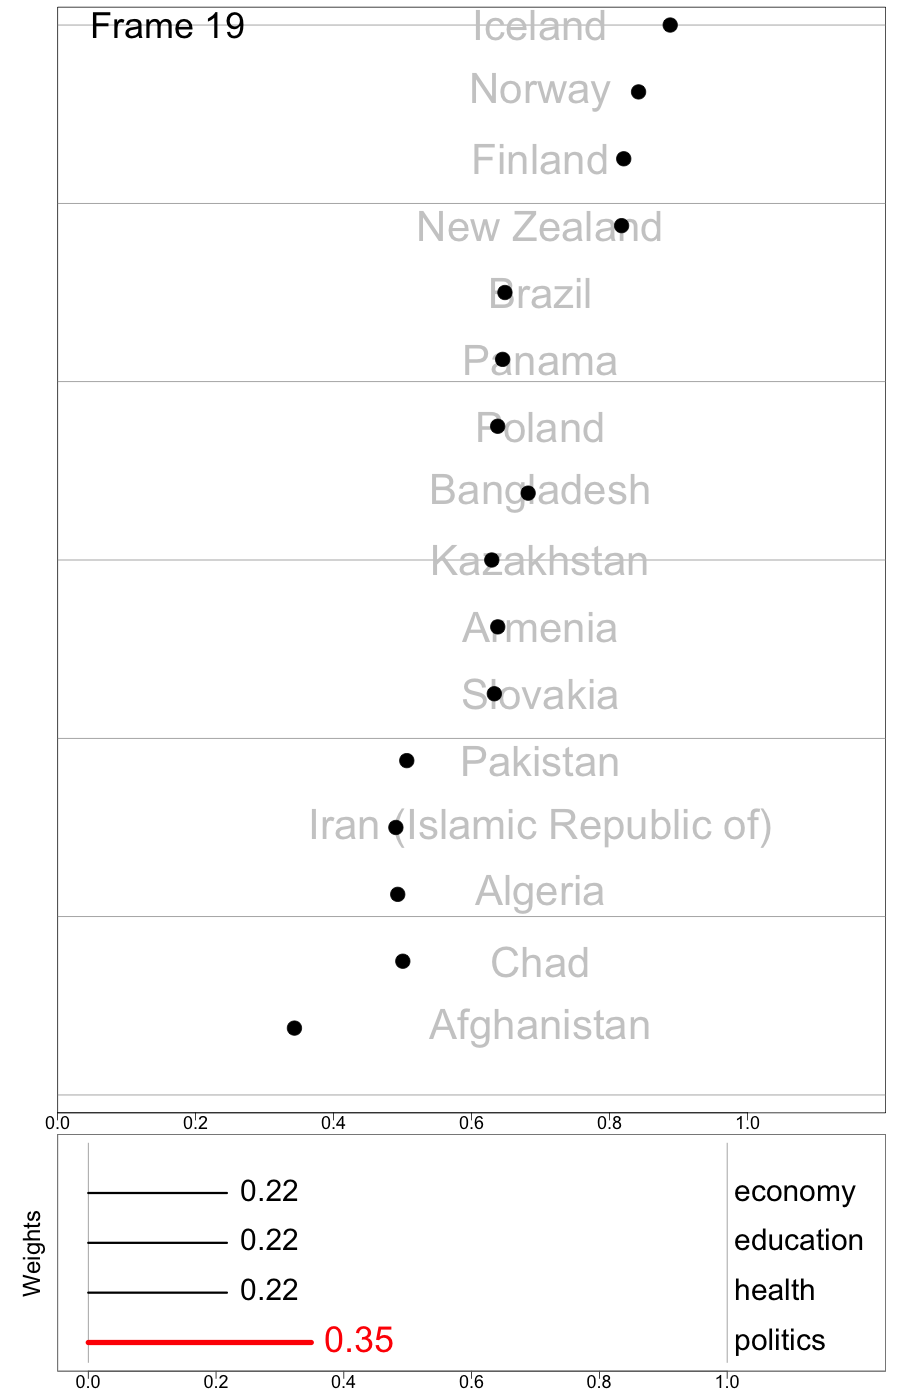 Frame 19
Iceland
Norway
Finland
New Zealand
Brazil
Panama
Poland
Bangladesh
Kazakhstan
Armenia
Slovakia
Pakistan
Iran (Islamic Republic of)
Algeria
Chad
Afghanistan
0.0 0.2 0.4 0.6 0.8 1.0
Weights
0.22 economy
0.22 education
0.22 health
0.35 politics
0.0 0.2 0.4 0.6 0.8 1.0